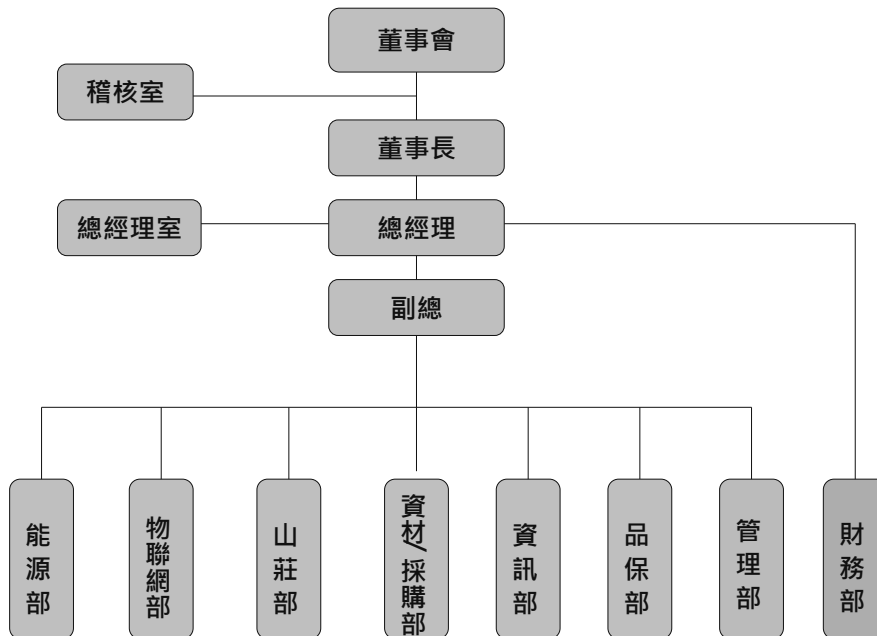 董事會
稽核室
董事長
總經理室
總經理
副總
能源部
物聯網部
山莊部
資材/採購部
資訊部
品保部
管理部
財務部